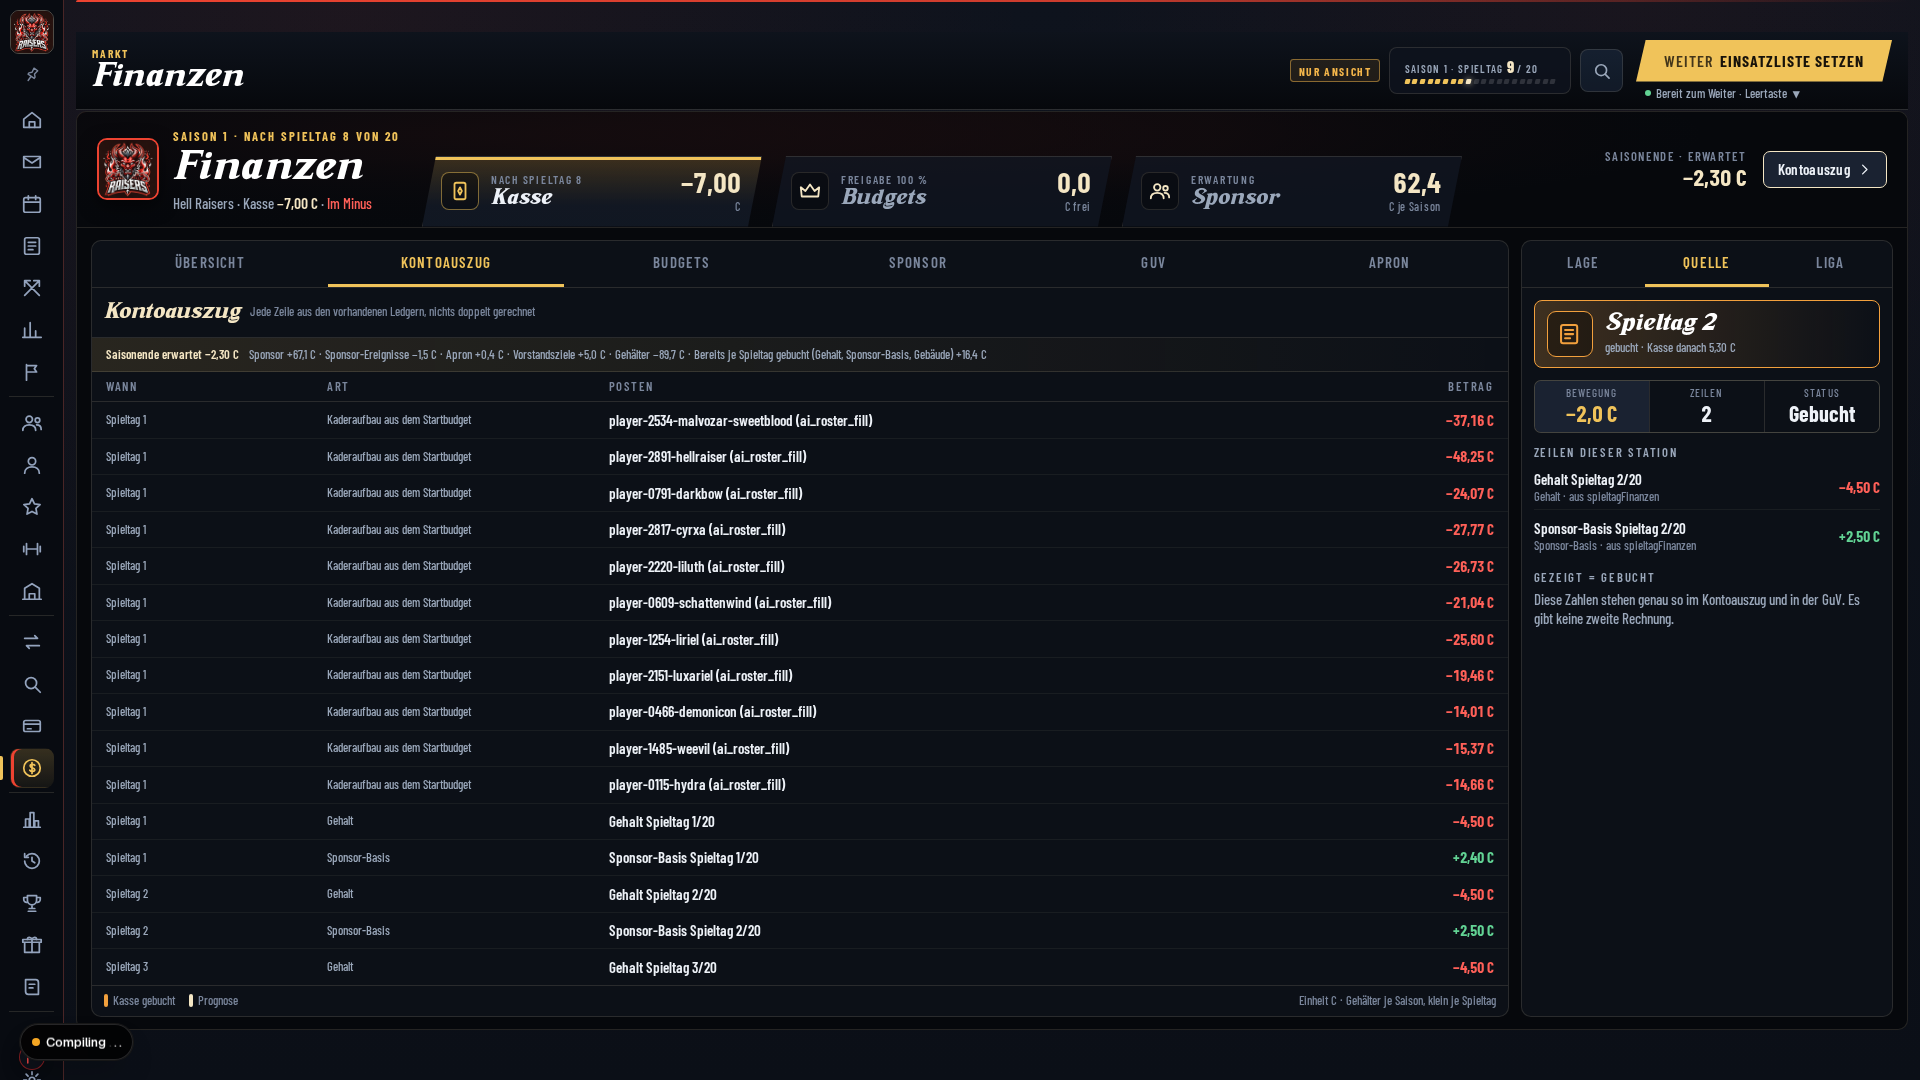 RAISERS
MARKT
Finanzen
NUR ANSICHT
SAISON 1 · SPIELTAG 9 / 20
WEITER EINSATZLISTE SETZEN
Bereit zum Weiter · Leertaste ▼
RAISERS
SAISON 1 · NACH SPIELTAG 8 VON 20
Finanzen
Hell Raisers · Kasse −7,00 C · Im Minus
NACH SPIELTAG 8
Kasse
−7,00
C
FREIGABE 100 %
Budgets
0,0
C frei
ERWARTUNG
Sponsor
62,4
C je Saison
SAISONENDE · ERWARTET
−2,30 C
Kontoauszug
ÜBERSICHT KONTOAUSZUG BUDGETS SPONSOR GUV APRON
Kontoauszug Jede Zeile aus den vorhandenen Ledgern, nichts doppelt gerechnet
Saisonende erwartet −2,30 C Sponsor +67,1 C · Sponsor-Ereignisse −1,5 C · Apron +0,4 C · Vorstandsziele +5,0 C · Gehälter −89,7 C · Bereits je Spieltag gebucht (Gehalt, Sponsor-Basis, Gebäude) +16,4 C
WANN ART POSTEN BETRAG
Spieltag 1 Kaderaufbau aus dem Startbudget player-2534-malvozar-sweetblood (ai_roster_fill) −37,16 C
Spieltag 1 Kaderaufbau aus dem Startbudget player-2891-hellraiser (ai_roster_fill) −48,25 C
Spieltag 1 Kaderaufbau aus dem Startbudget player-0791-darkbow (ai_roster_fill) −24,07 C
Spieltag 1 Kaderaufbau aus dem Startbudget player-2817-cyrxa (ai_roster_fill) −27,77 C
Spieltag 1 Kaderaufbau aus dem Startbudget player-2220-liluth (ai_roster_fill) −26,73 C
Spieltag 1 Kaderaufbau aus dem Startbudget player-0609-schattenwind (ai_roster_fill) −21,04 C
Spieltag 1 Kaderaufbau aus dem Startbudget player-1254-liriel (ai_roster_fill) −25,60 C
Spieltag 1 Kaderaufbau aus dem Startbudget player-2151-luxariel (ai_roster_fill) −19,46 C
Spieltag 1 Kaderaufbau aus dem Startbudget player-0466-demonicon (ai_roster_fill) −14,01 C
Spieltag 1 Kaderaufbau aus dem Startbudget player-1485-weevil (ai_roster_fill) −15,37 C
Spieltag 1 Kaderaufbau aus dem Startbudget player-0115-hydra (ai_roster_fill) −14,66 C
Spieltag 1 Gehalt Gehalt Spieltag 1/20 −4,50 C
Spieltag 1 Sponsor-Basis Sponsor-Basis Spieltag 1/20 +2,40 C
Spieltag 2 Gehalt Gehalt Spieltag 2/20 −4,50 C
Spieltag 2 Sponsor-Basis Sponsor-Basis Spieltag 2/20 +2,50 C
Spieltag 3 Gehalt Gehalt Spieltag 3/20 −4,50 C
Kasse gebucht Prognose Einheit C · Gehälter je Saison, klein je Spieltag
LAGE QUELLE LIGA
Spieltag 2
gebucht · Kasse danach 5,30 C
BEWEGUNG ZEILEN STATUS
−2,0 C 2 Gebucht
ZEILEN DIESER STATION
Gehalt Spieltag 2/20
Gehalt · aus spieltagFinanzen
−4,50 C
Sponsor-Basis Spieltag 2/20
Sponsor-Basis · aus spieltagFinanzen
+2,50 C
GEZEIGT = GEBUCHT
Diese Zahlen stehen genau so im Kontoauszug und in der GuV. Es
gibt keine zweite Rechnung.
Compiling ..